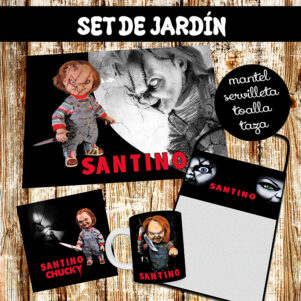 SET DE JARDÍN
mantel
servilleta
toalla
taza
SANTINO
SANTINO
SANTINO
CHUCKY
SANTINO